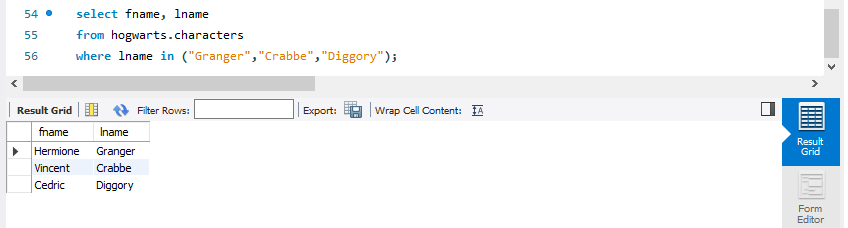 54 select fname, lname
55 from hogwarts.characters
56 where lname in ("Granger","Crabbe","Diggory");
Result Grid Filter Rows: Export: Wrap Cell Content: IA
fname lname
Hermione Granger
Vincent Crabbe
Cedric Diggory
Result
Grid
Form
Editor